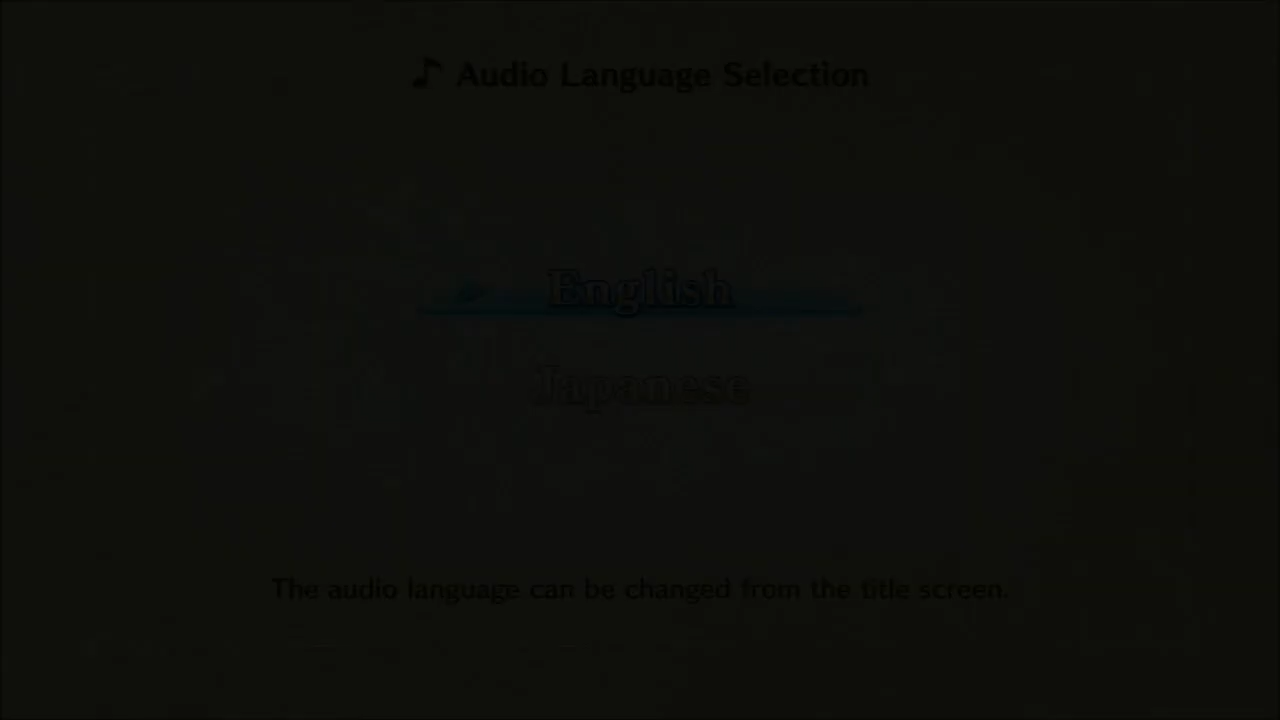 ♪ Audio Language Selection
English
Japanese
The audio language can be changed from the title screen.